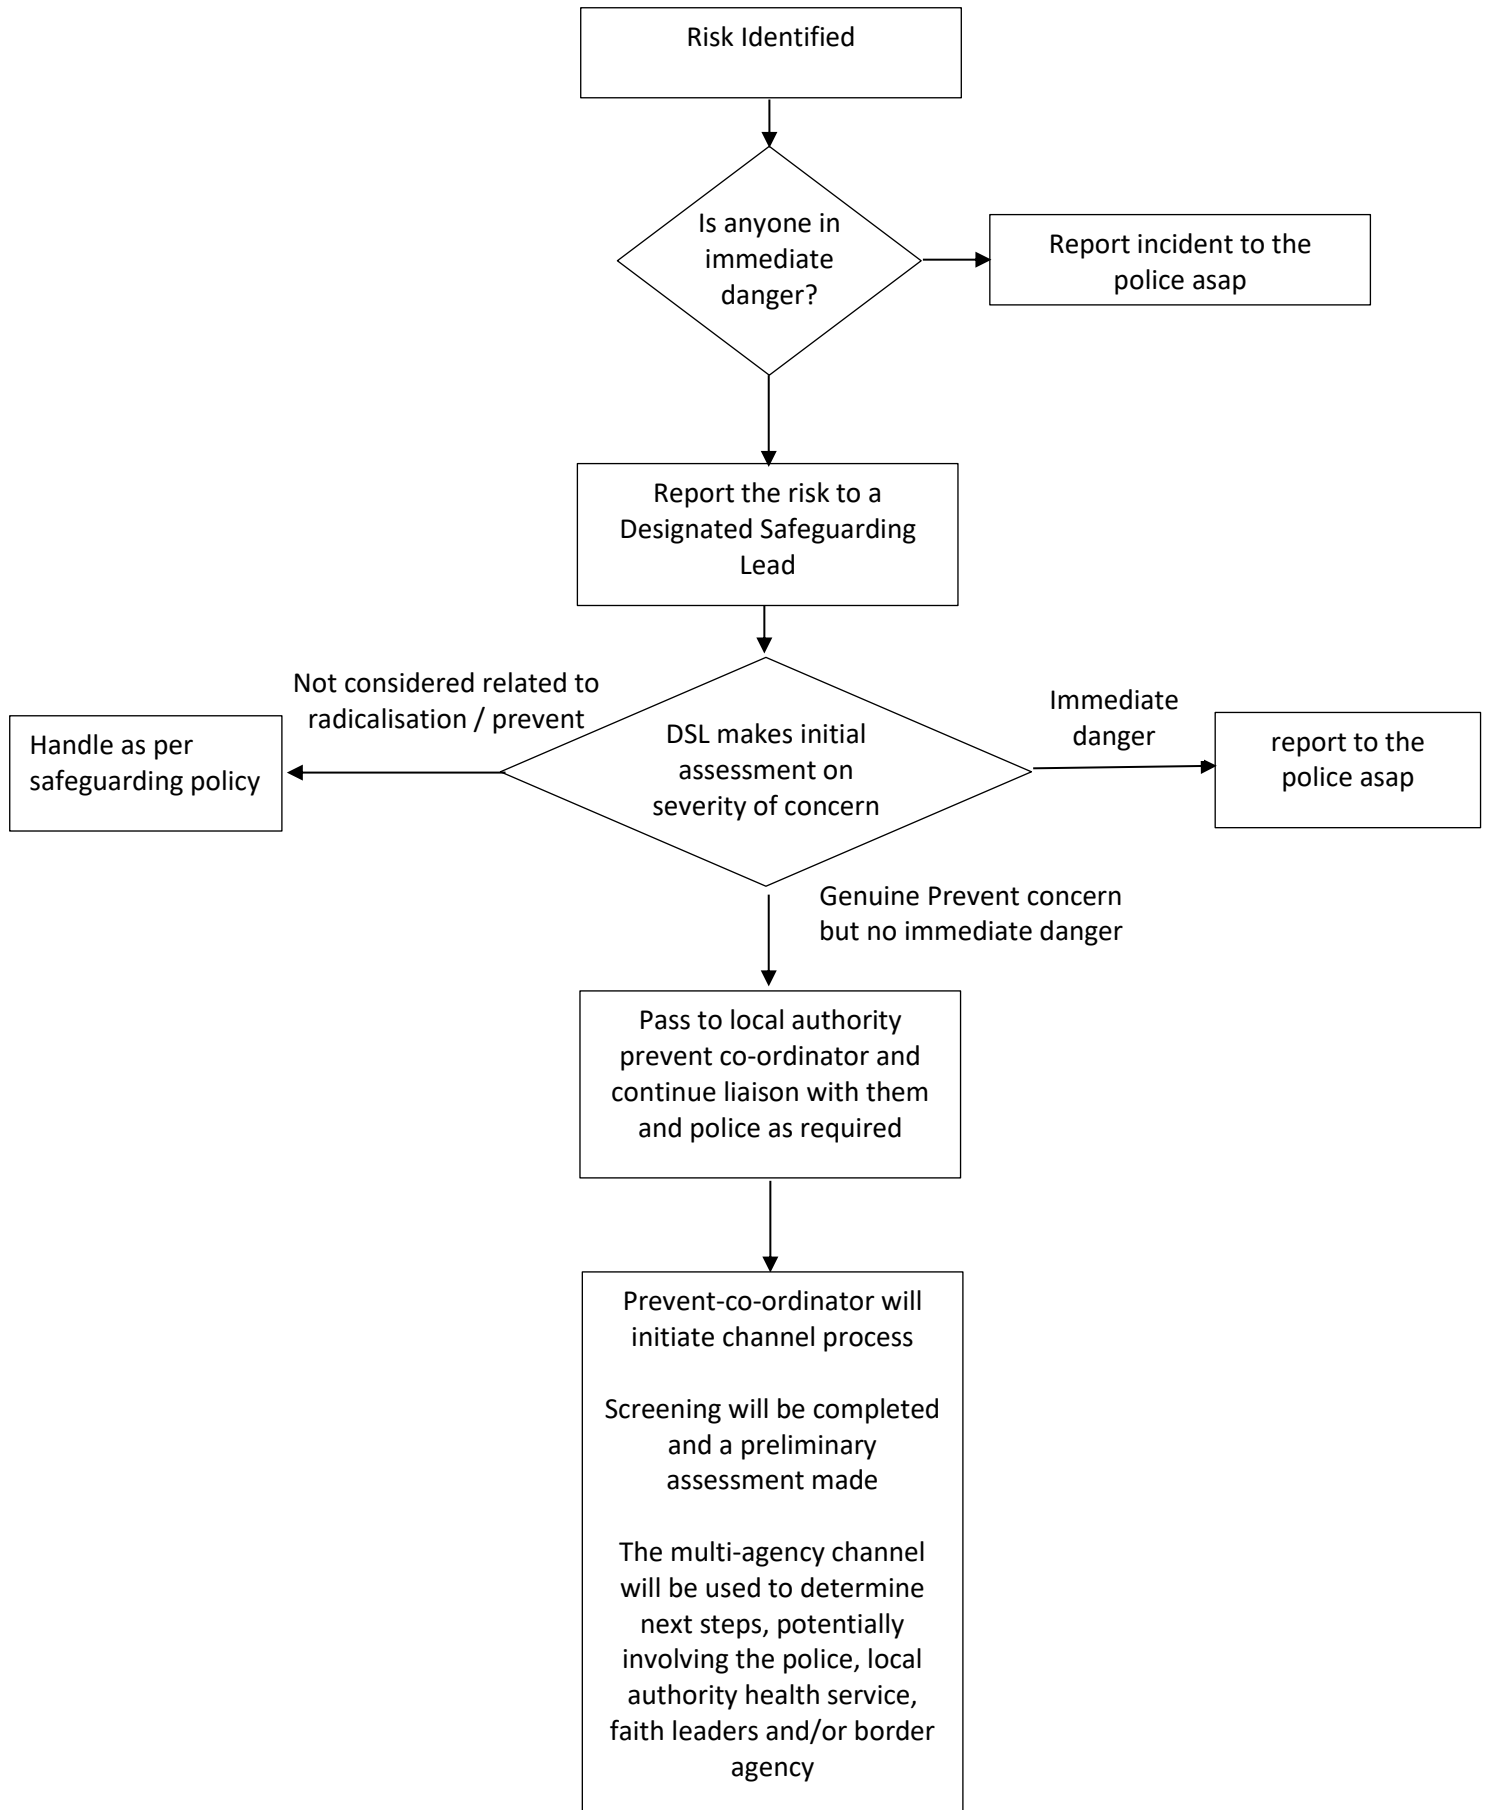 Risk Identified
Is anyone in
immediate
danger?
Report incident to the
police asap
Report the risk to a
Designated Safeguarding
Lead
Not considered related to
radicalisation / prevent
Immediate
danger
Handle as per
safeguarding policy
DSL makes initial
assessment on
severity of concern
report to the
police asap
Genuine Prevent concern
but no immediate danger
Pass to local authority
prevent co-ordinator and
continue liaison with them
and police as required
Prevent-co-ordinator will
initiate channel process
Screening will be completed
and a preliminary
assessment made
The multi-agency channel
will be used to determine
next steps, potentially
involving the police, local
authority health service,
faith leaders and/or border
agency